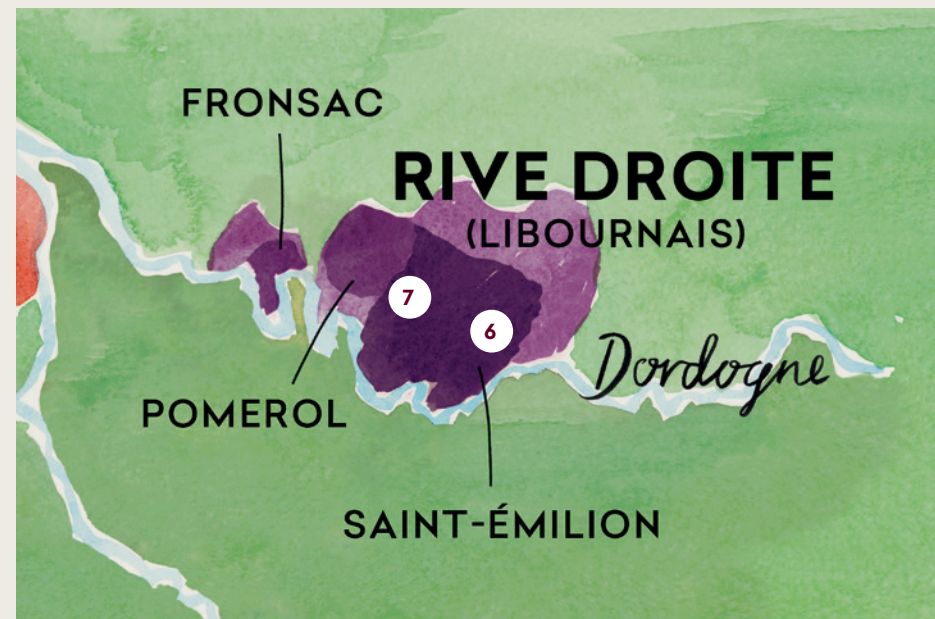 FRONSAC
RIVE DROITE
(LIBOURNAIS)
7
6
Dordogne
POMEROL
SAINT-ÉMILION